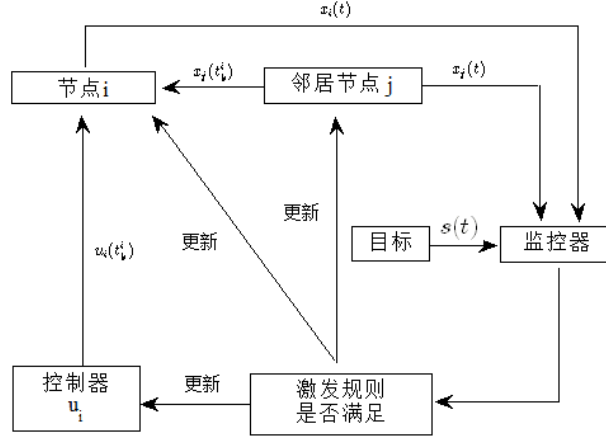 x_i(t)
节点i
x_j(t_k^i)
邻居节点 j
x_j(t)
更新
更新
目标
s(t)
监控器
u_i(t_k^i)
控制器
u_i
更新
激发规则
是否满足